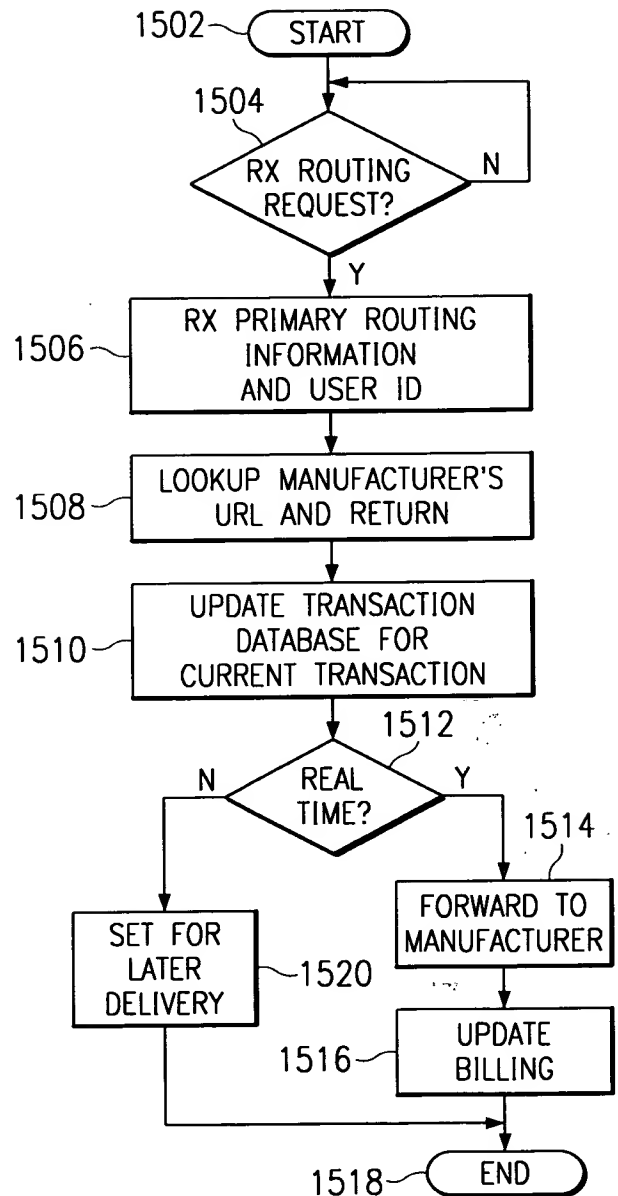 1502
START
1504
RX ROUTING
REQUEST?
N
Y
1506
RX PRIMARY ROUTING
INFORMATION
AND USER ID
1508
LOOKUP MANUFACTURER'S
URL AND RETURN
1510
UPDATE TRANSACTION
DATABASE FOR
CURRENT TRANSACTION
1512
N
REAL
TIME?
Y
1514
FORWARD TO
MANUFACTURER
SET FOR
LATER
DELIVERY
1520
1516
UPDATE
BILLING
1518
END